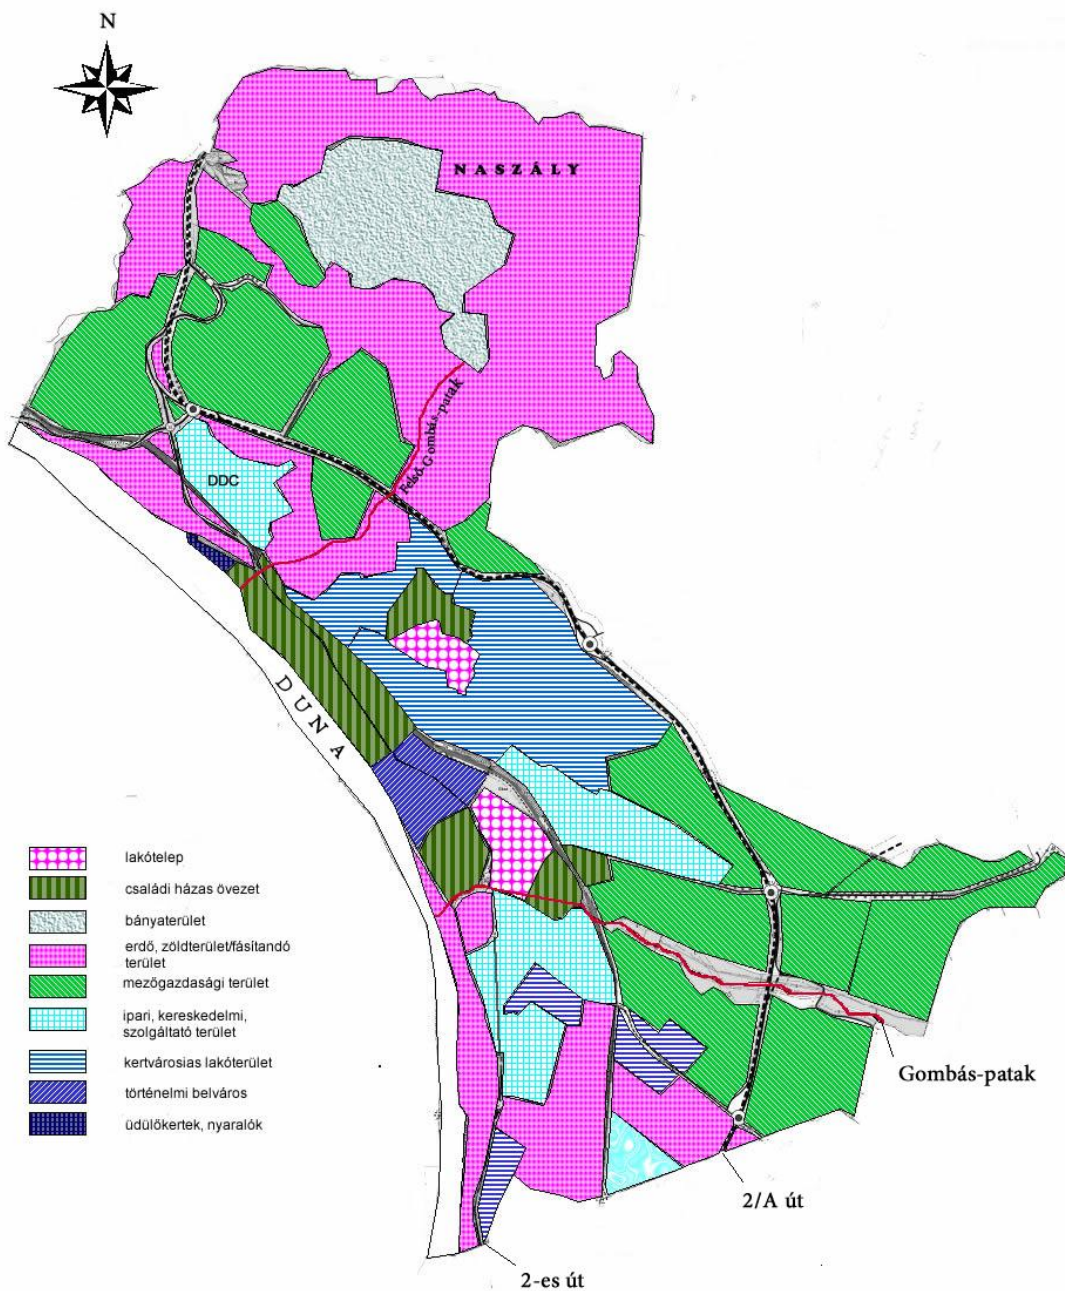 N
NASZÁLY
Felső-Gombás-patak
DDC
DUNA
lakótelep
családi házas övezet
bányaterület
erdő, zöldterület/fásítandó
terület
mezőgazdasági terület
ipari, kereskedelmi,
szolgáltató terület
kertvárosias lakóterület
történelmi belváros
üdülőkertek, nyaralók
Gombás-patak
2/A út
2-es út